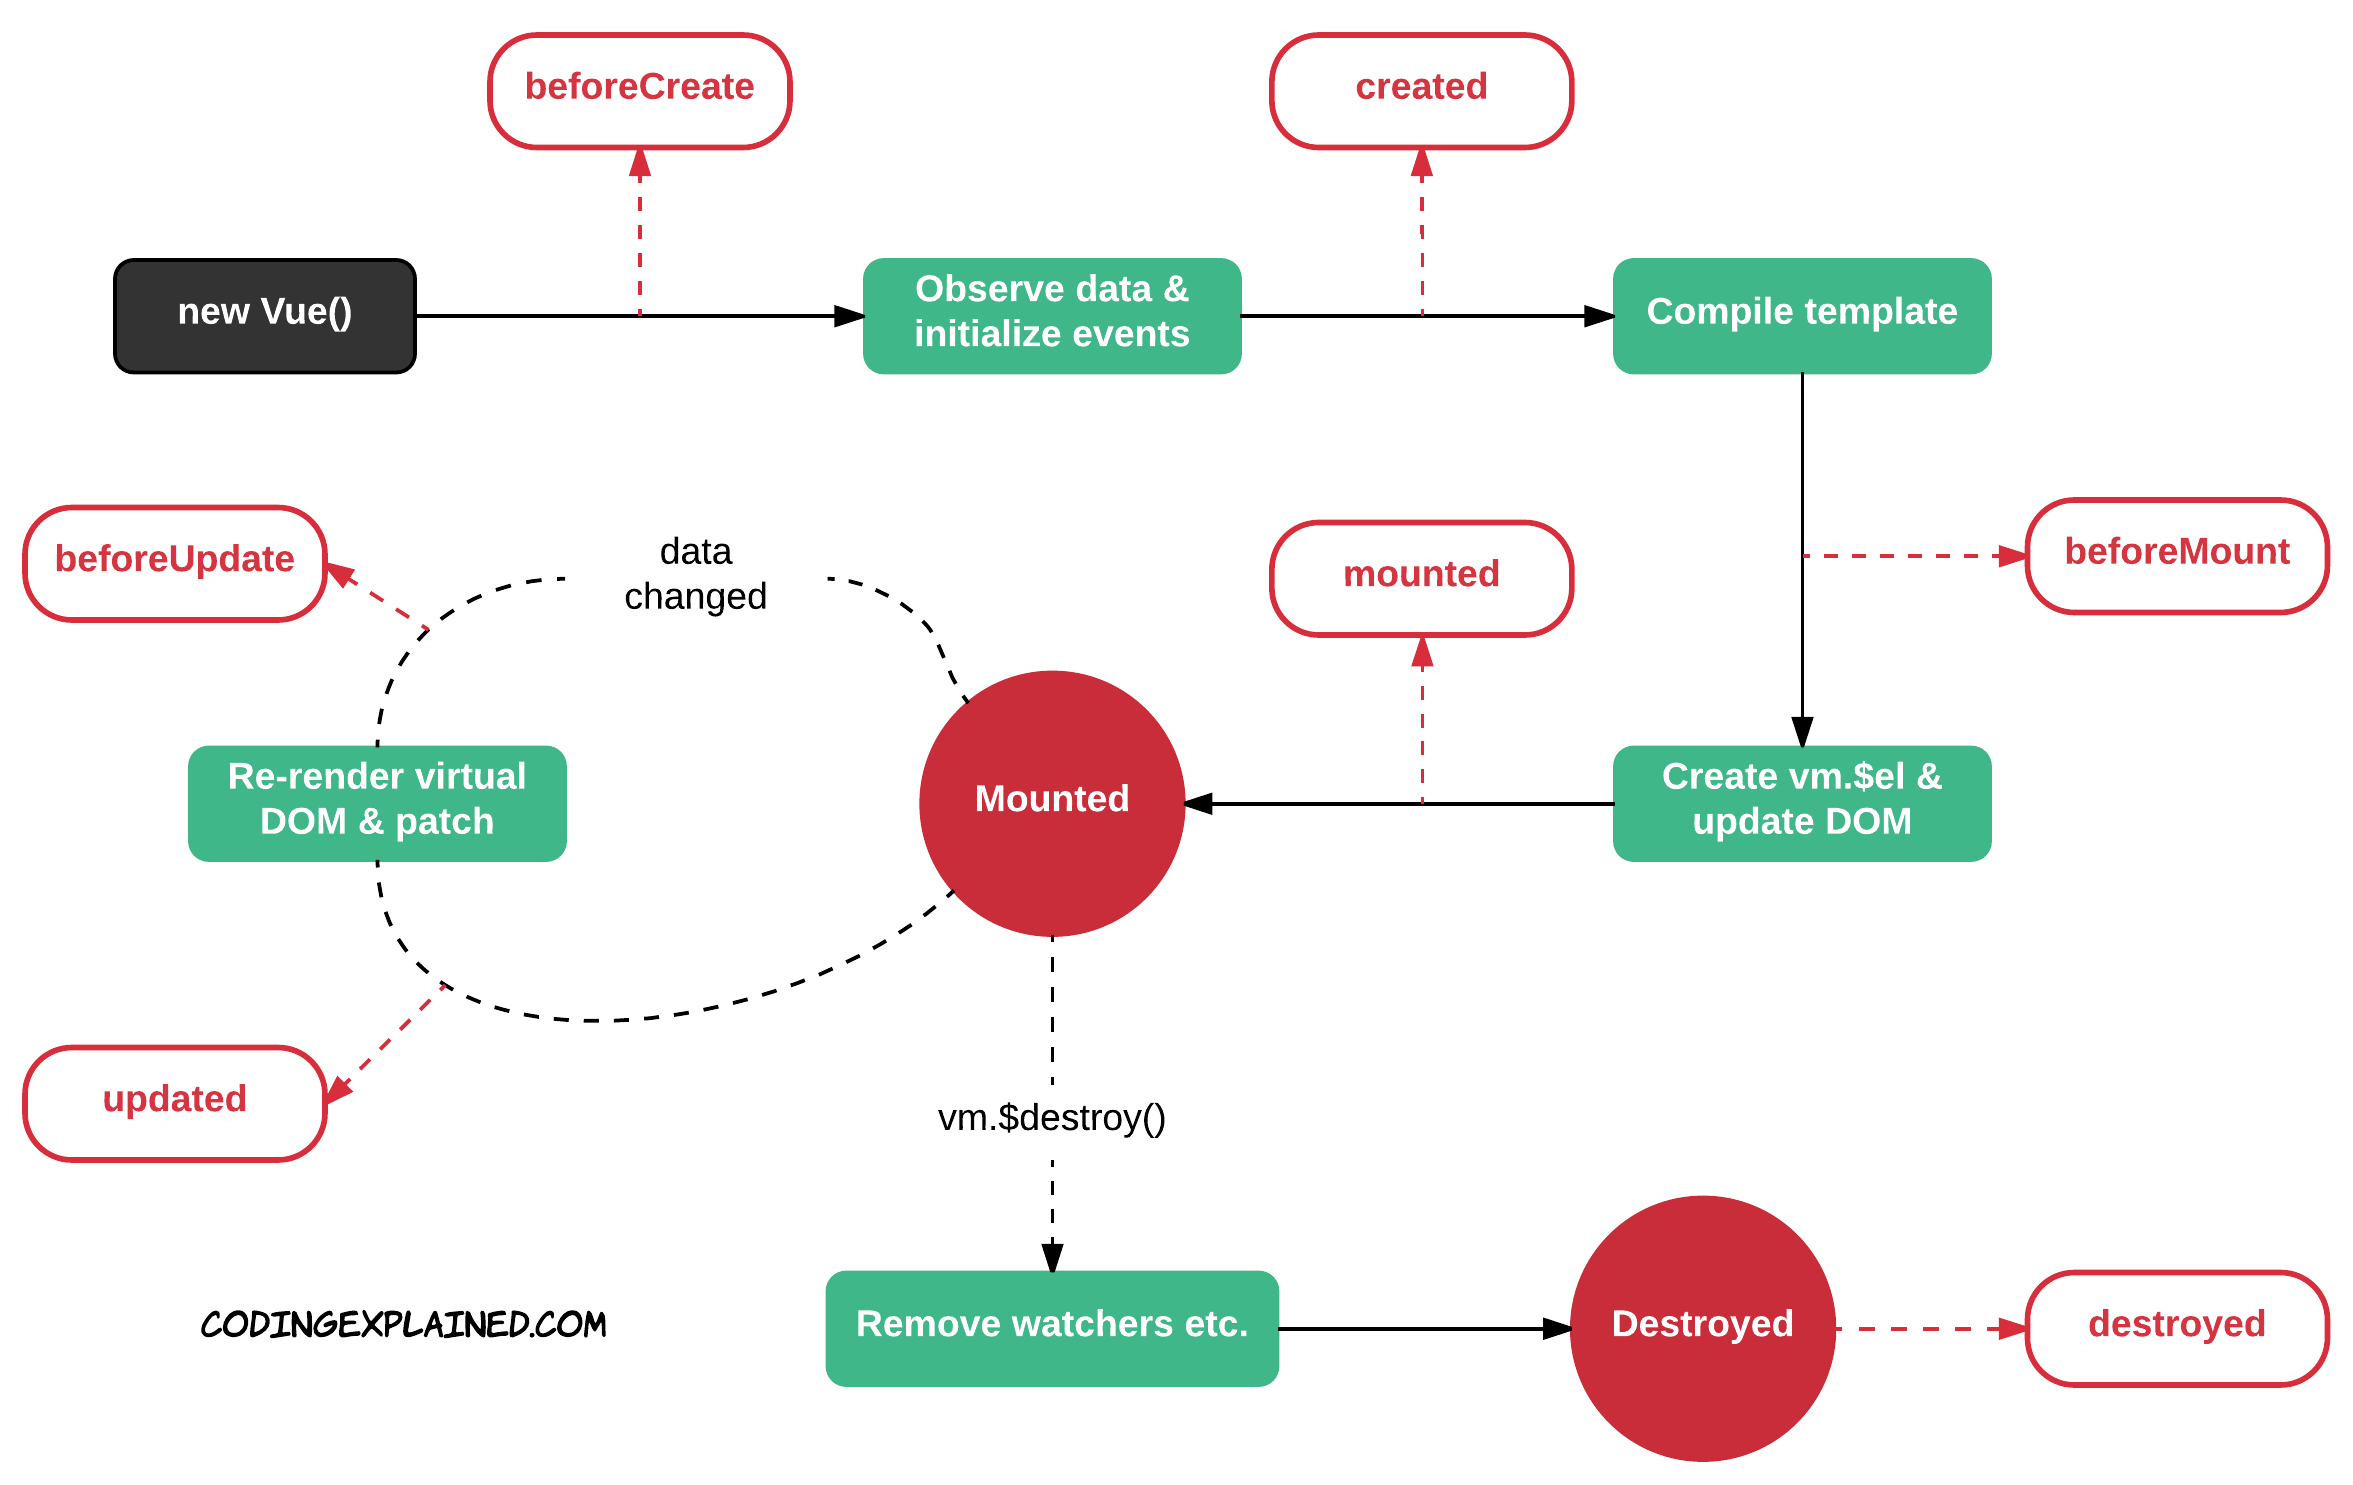 beforeCreate
created
new Vue()
Observe data &
initialize events
Compile template
beforeUpdate
data
changed
mounted
beforeMount
Re-render virtual
DOM & patch
Mounted
Create vm.$el &
update DOM
updated
vm.$destroy()
CODINGEXPLAINED.COM
Remove watchers etc.
Destroyed
destroyed